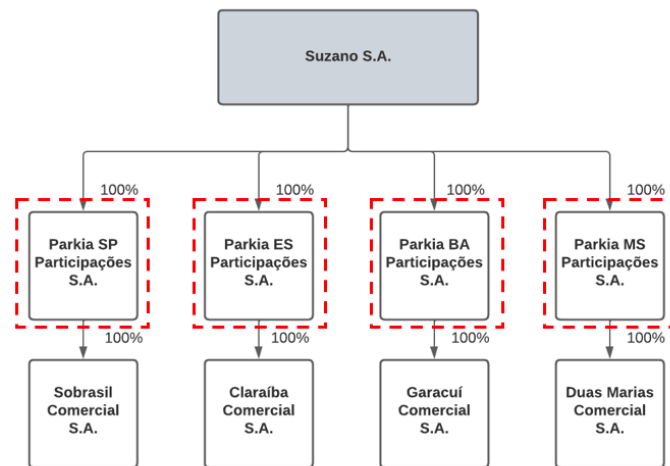 Suzano S.A.
100%
100%
100%
100%
Parkia SP
Participações
S.A.
Parkia ES
Participações
S.A.
Parkia BA
Participações
S.A.
Parkia MS
Participações
S.A.
100%
100%
100%
100%
Sobrasil
Comercial
S.A.
Claraíba
Comercial
S.A.
Garacuí
Comercial
S.A.
Duas Marias
Comercial
S.A.